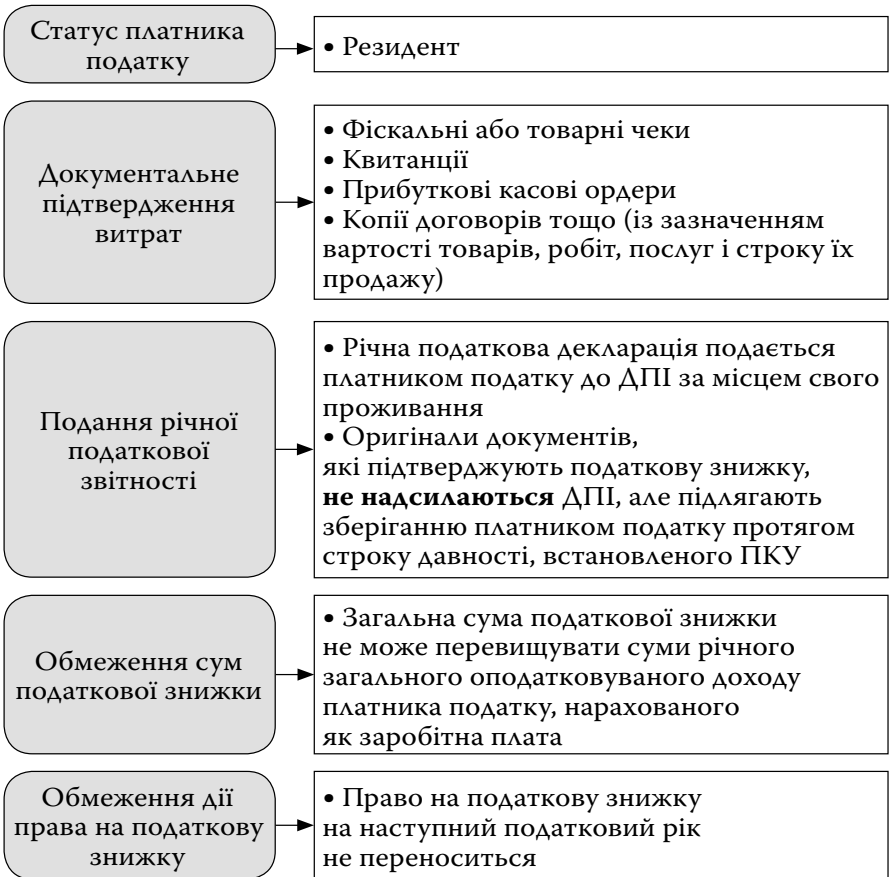 Статус платника
податку
• Резидент
Документальне
підтвердження
витрат
• Фіскальні або товарні чеки
• Квитанції
• Прибуткові касові ордери
• Копії договорів тощо (із зазначенням
вартості товарів, робіт, послуг і строку їх
продажу)
Подання річної
податкової
звітності
• Річна податкова декларація подається
платником податку до ДПІ за місцем свого
проживання
• Оригінали документів,
які підтверджують податкову знижку,
не надсилаються ДПІ, але підлягають
зберіганню платником податку протягом
строку давності, встановленого ПКУ
Обмеження сум
податкової знижки
• Загальна сума податкової знижки
не може перевищувати суми річного
загального оподатковуваного доходу
платника податку, нарахованого
як заробітна плата
Обмеження дії
права на податкову
знижку
• Право на податкову знижку
на наступний податковий рік
не переноситься